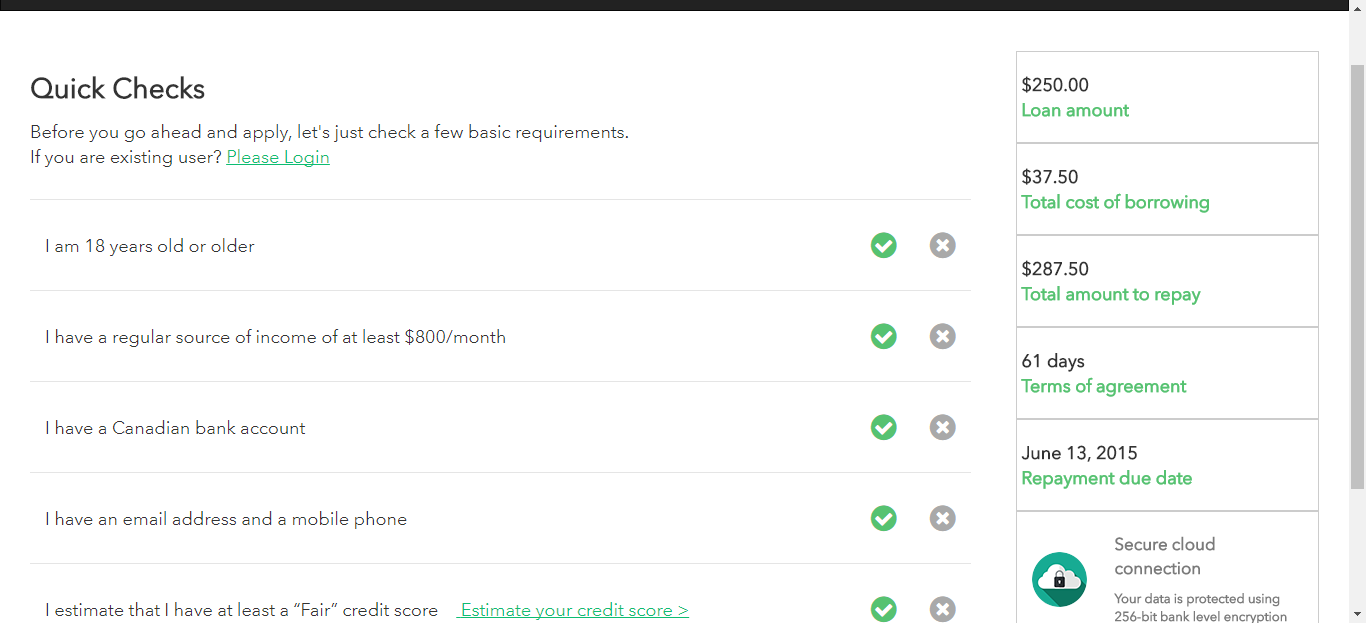 Quick Checks
Before you go ahead and apply, let's just check a few basic requirements.
If you are existing user? Please Login
I am 18 years old or older
I have a regular source of income of at least $800/month
I have a Canadian bank account
I have an email address and a mobile phone
I estimate that I have at least a “Fair” credit score Estimate your credit score >
$250.00
Loan amount
$37.50
Total cost of borrowing
$287.50
Total amount to repay
61 days
Terms of agreement
June 13, 2015
Repayment due date
Secure cloud
connection
Your data is protected using
256-bit bank level encryption